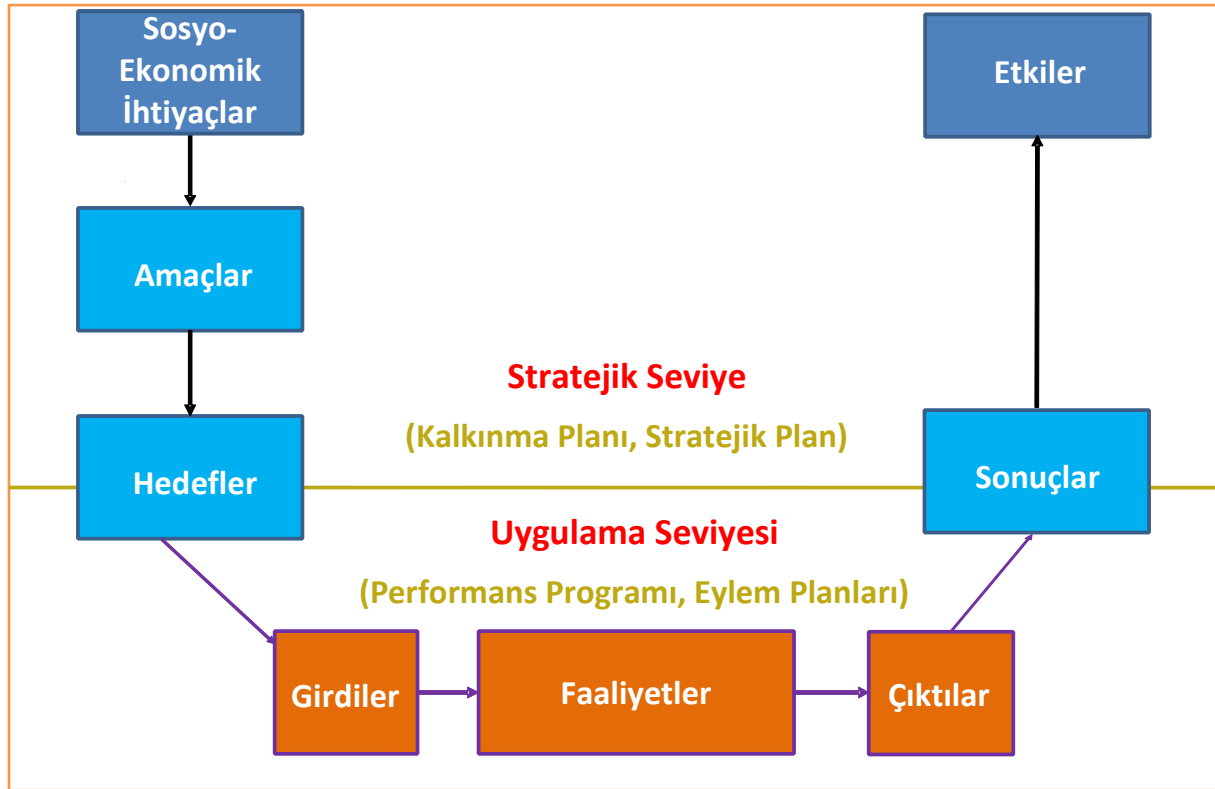 Sosyo-
Ekonomik
İhtiyaçlar
Etkiler
Amaçlar
Stratejik Seviye
(Kalkınma Planı, Stratejik Plan)
Hedefler
Sonuçlar
Uygulama Seviyesi
(Performans Programı, Eylem Planları)
Girdiler
Faaliyetler
Çıktılar